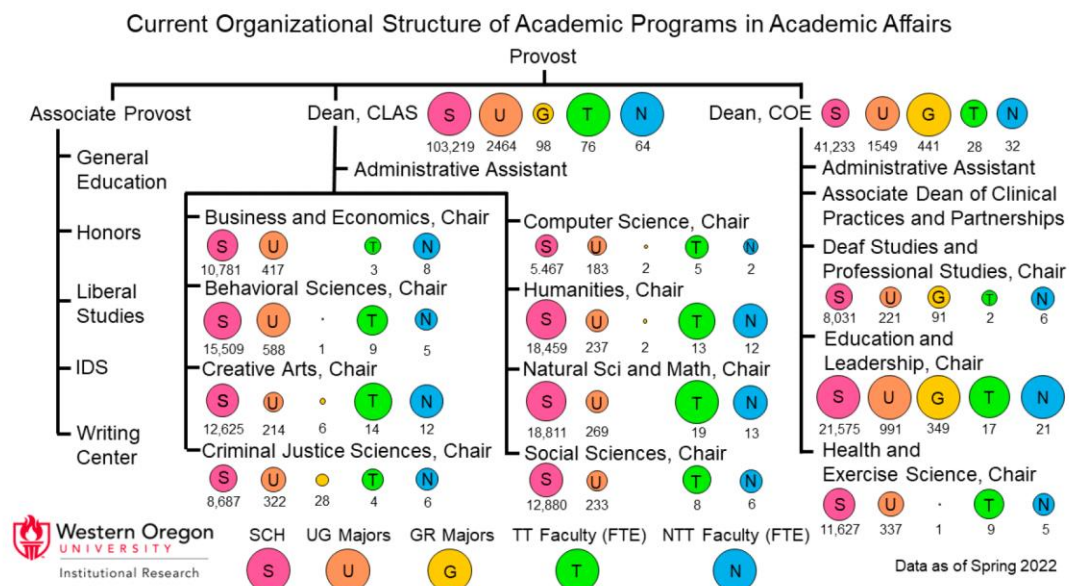 Current Organizational Structure of Academic Programs in Academic Affairs
Provost
Associate Provost
General
Education
Honors
Liberal
Studies
IDS
Writing
Center
Dean, CLAS
S U G T N
103,219 2464 98 76 64
Administrative Assistant
Business and Economics, Chair
S U T N
10,781 417 3 8
Behavioral Sciences, Chair
S U T N
15,509 588 1 9 5
Creative Arts, Chair
S U T N
12,625 214 6 14 12
Criminal Justice Sciences, Chair
S U T N
8,687 322 28 4 6
Computer Science, Chair
S U T N
5.467 183 2 5 2
Humanities, Chair
S U T N
18,459 237 2 13 12
Natural Sci and Math, Chair
S U T N
18,811 269 19 13
Social Sciences, Chair
S U T N
12,880 233 8 6
Dean, COE
S U G T N
41,233 1549 441 28 32
Administrative Assistant
Associate Dean of Clinical
Practices and Partnerships
Deaf Studies and
Professional Studies, Chair
S U G T N
8,031 221 91 2 6
Education and
Leadership, Chair
S U G T N
21,575 991 349 17 21
Health and
Exercise Science, Chair
S U T N
11,627 337 1 9 5
Western Oregon
UNIVERSITY
Institutional Research
SCH UG Majors GR Majors TT Faculty (FTE) NTT Faculty (FTE)
S U G T N
Data as of Spring 2022